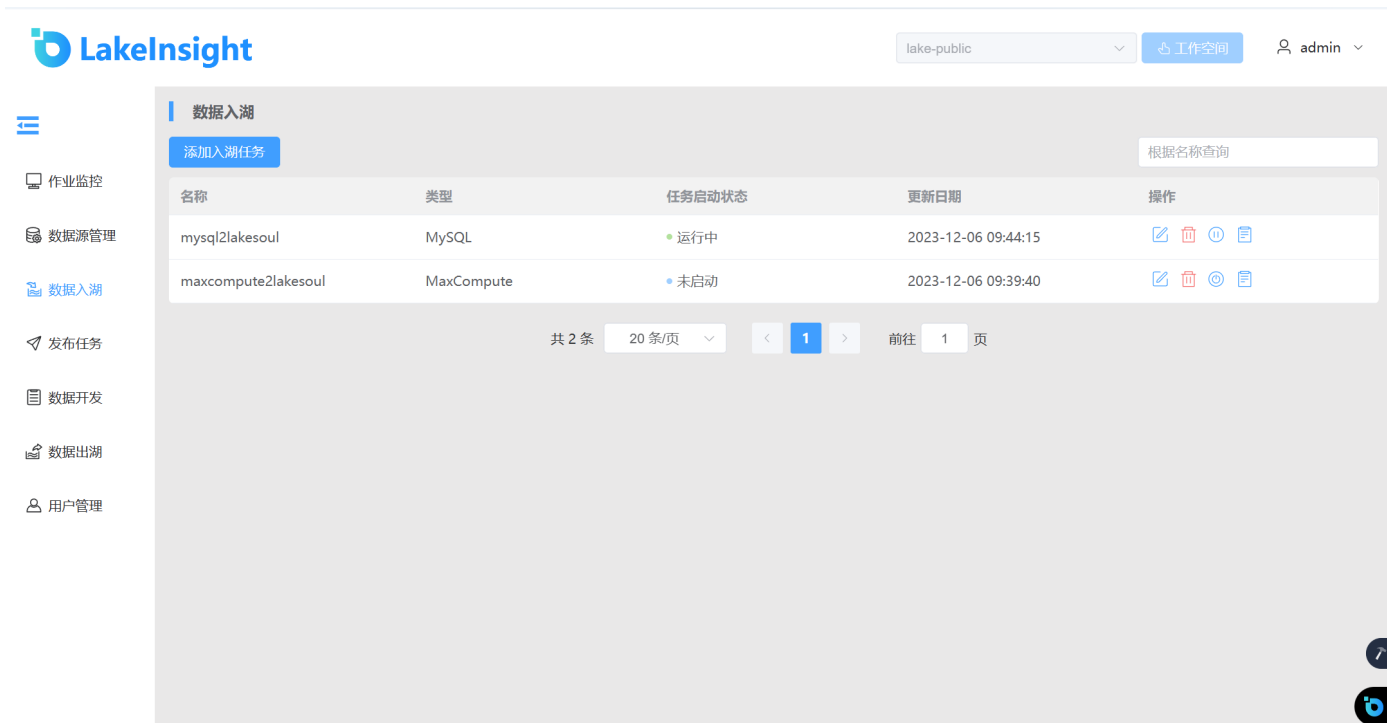 LakeInsight
lake-public 工作空间 admin
数据入湖
添加入湖任务 根据名称查询
作业监控
数据源管理
数据入湖
发布任务
数据开发
数据出湖
用户管理
名称 类型 任务启动状态 更新日期 操作
mysql2lakesoul MySQL 运行中 2023-12-06 09:44:15
maxcompute2lakesoul MaxCompute 未启动 2023-12-06 09:39:40
共 2 条 20 条/页 1 前往 1 页